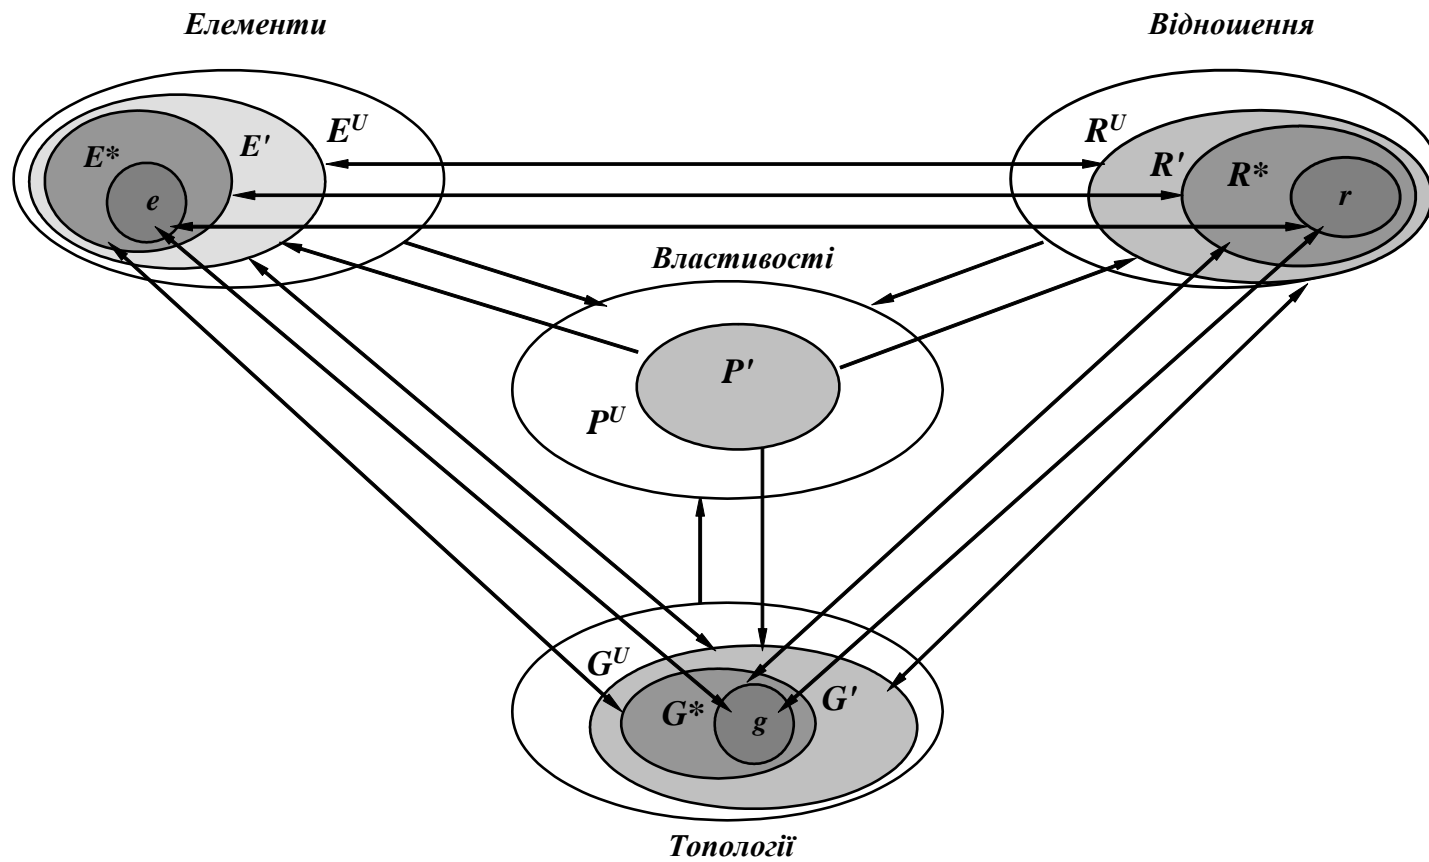 Елементи
Відношення
E^U
R^U
E*
E'
R'
R*
e
r
Властивості
P'
P^U
G^U
G*
G'
g
Топології